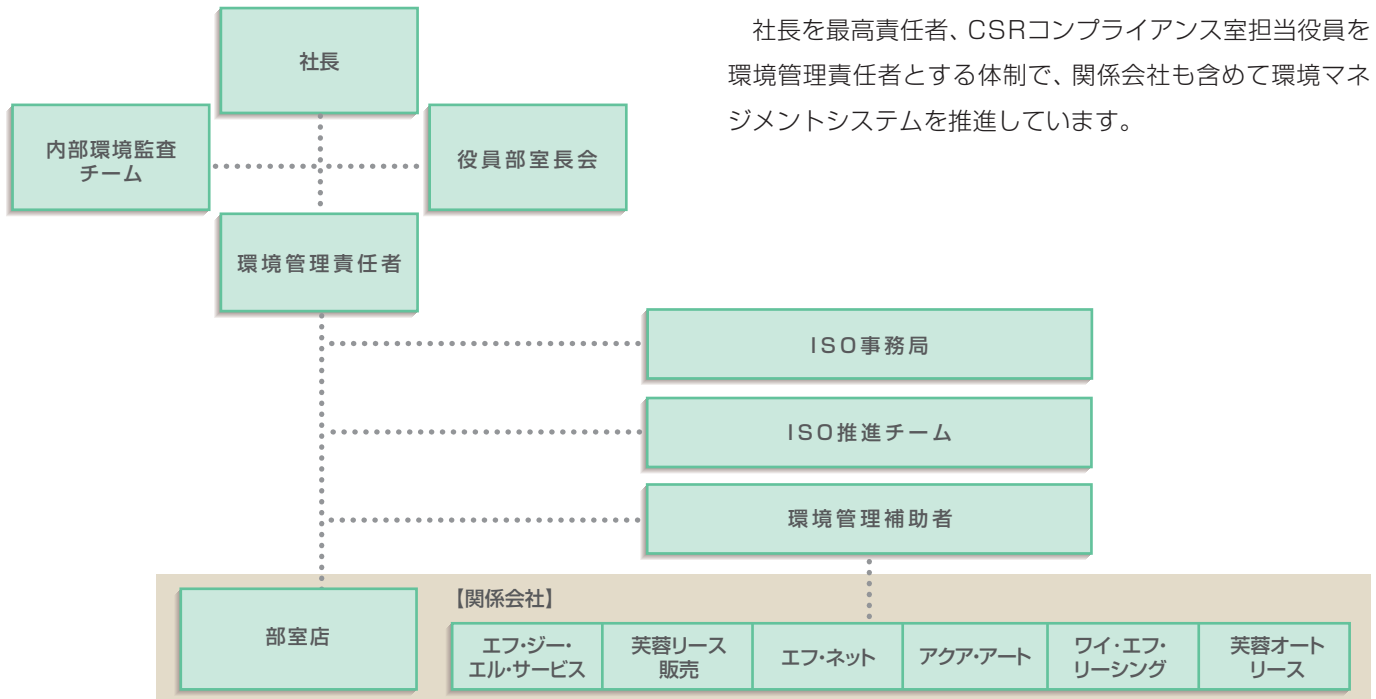 社長
社長を最高責任者、CSRコンプライアンス室担当役員を
環境管理責任者とする体制で、関係会社も含めて環境マネ
ジメントシステムを推進しています。
内部環境監査
チーム
役員部室長会
環境管理責任者
ISO事務局
ISO推進チーム
環境管理補助者
部室店
【関係会社】
エフ・ジー・
エル・サービス
芙蓉リース
販売
エフ・ネット
アクア・アート
ワイ・エフ・
リーシング
芙蓉オート
リース